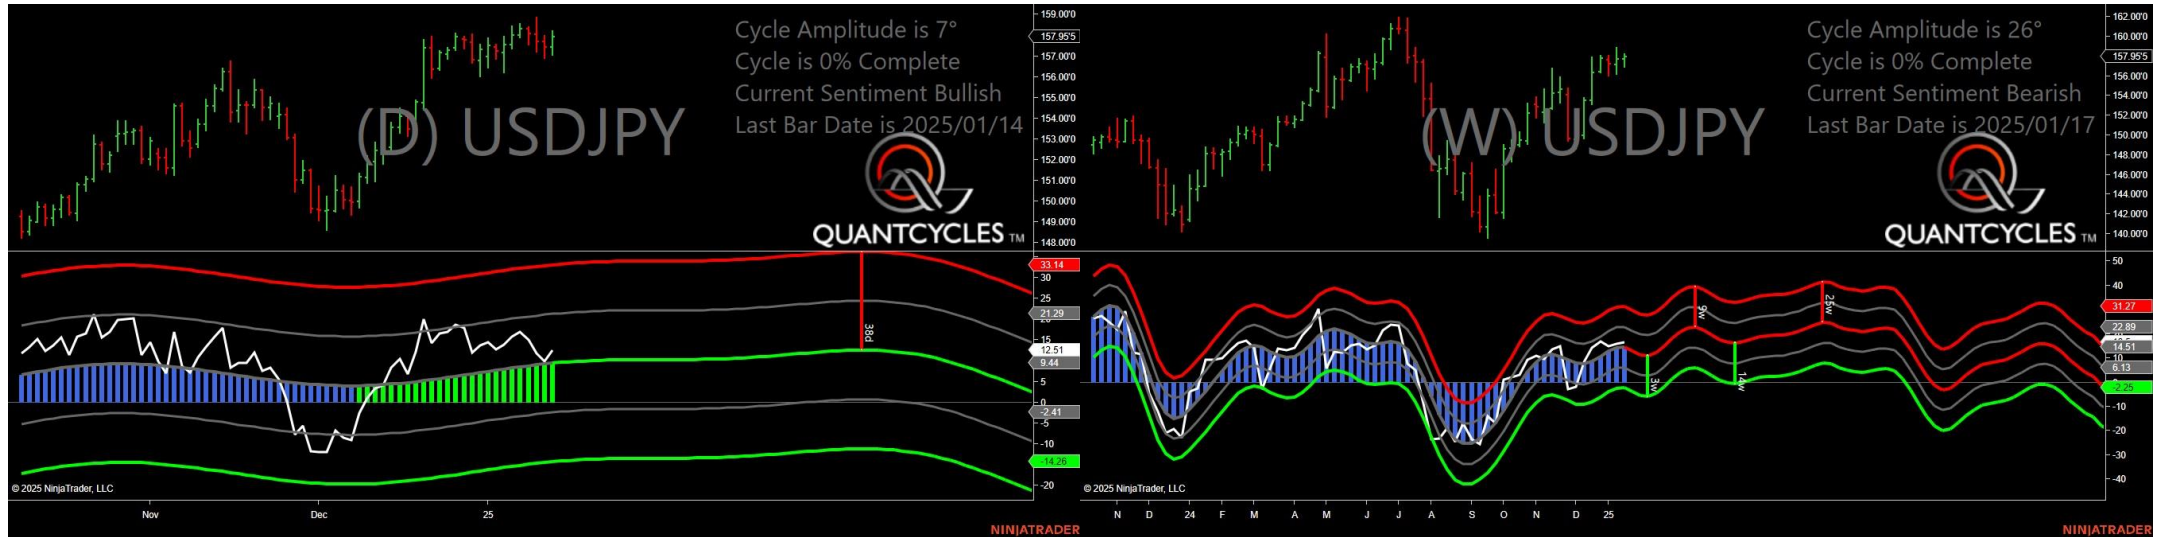 Cycle Amplitude is 7°
Cycle is 0% Complete
Current Sentiment Bullish
Last Bar Date is 2025/01/14
(D) USDJPY
QUANTCYCLES TM
159.00'0
157.95'5
157.00'0
156.00'0
155.00'0
154.00'0
153.00'0
152.00'0
151.00'0
150.00'0
149.00'0
148.00'0
33.14
30
25
21.29
15
12.51
9.44
5
0
-2.41
-5
-10
-14.26
-20
38d
© 2025 NinjaTrader, LLC
Nov
Dec
25
NINJATRADER
Cycle Amplitude is 26°
Cycle is 0% Complete
Current Sentiment Bearish
Last Bar Date is 2025/01/17
(W) USDJPY
QUANTCYCLES TM
162.00'0
160.00'0
157.95'5
156.00'0
154.00'0
152.00'0
150.00'0
148.00'0
146.00'0
144.00'0
142.00'0
140.00'0
50
40
31.27
22.89
14.51
10
6.13
-2.25
-10
-20
-30
-40
3w
9w
14w
25w
© 2025 NinjaTrader, LLC
N D 24 F M A M J J A S O N D 25
NINJATRADER